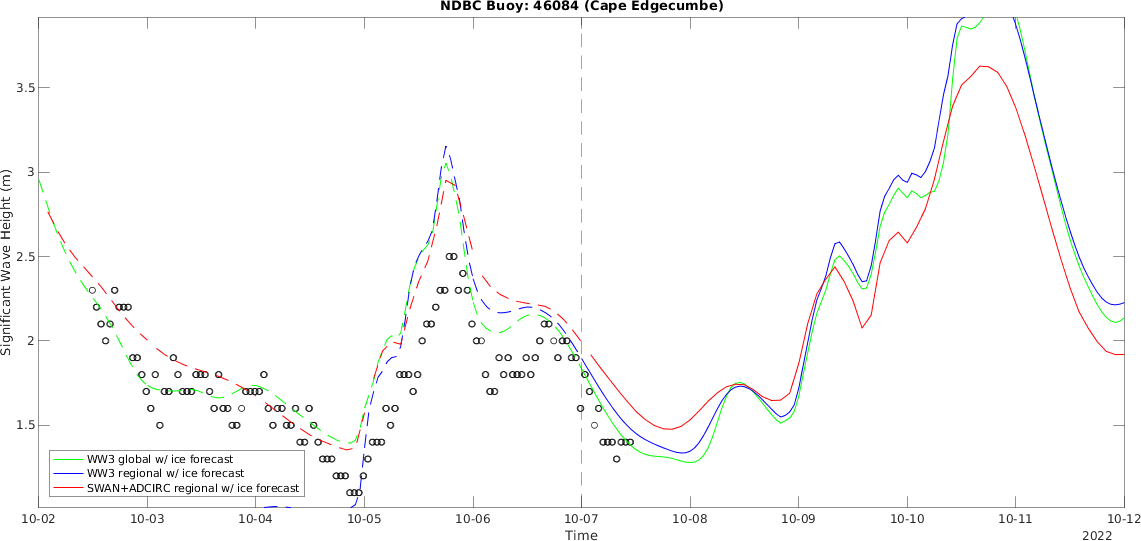 NDBC Buoy: 46084 (Cape Edgecumbe)
3.5
3
2.5
2
1.5
Significant Wave Height (m)
WW3 global w/ ice forecast
WW3 regional w/ ice forecast
SWAN+ADCIRC regional w/ ice forecast
10-02 10-03 10-04 10-05 10-06 10-07 10-08 10-09 10-10 10-11 10-12
Time
2022